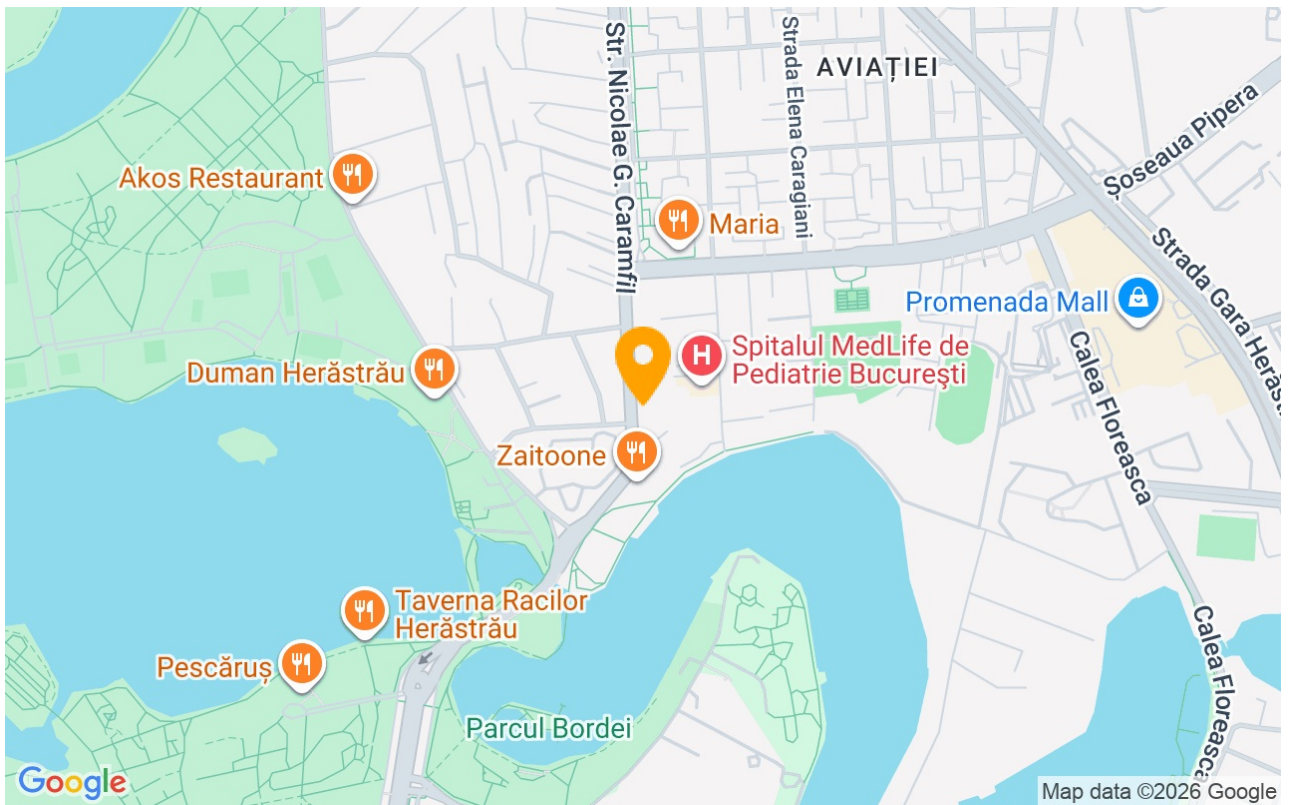 Str. Nicolae G. Caramfil
Strada Elena Caragiani
AVIAȚIEI
Șoseaua Pipera
Akos Restaurant
Maria
Strada Gara Herăst
Promenada Mall
Duman Herăstrău
Spitalul MedLife de
Pediatrie Bucureşti
Calea Floreasca
Zaitoone
Taverna Racilor
Herăstrău
Pescăruș
Calea Floreasca
Parcul Bordei
Google
Map data ©2026 Google